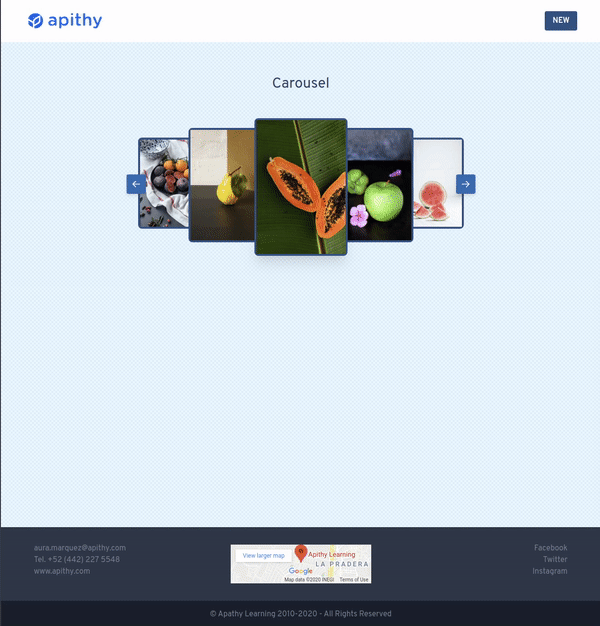 apithy
NEW
Carousel
←
→
aura.marquez@apithy.com
Tel. +52 (442) 227 5548
www.apithy.com
View larger map
Apithy Learning
LA PRADERA
Google
Map data ©2020 INEGI
Terms of Use
Facebook
Twitter
Instagram
© Apathy Learning 2010-2020 - All Rights Reserved